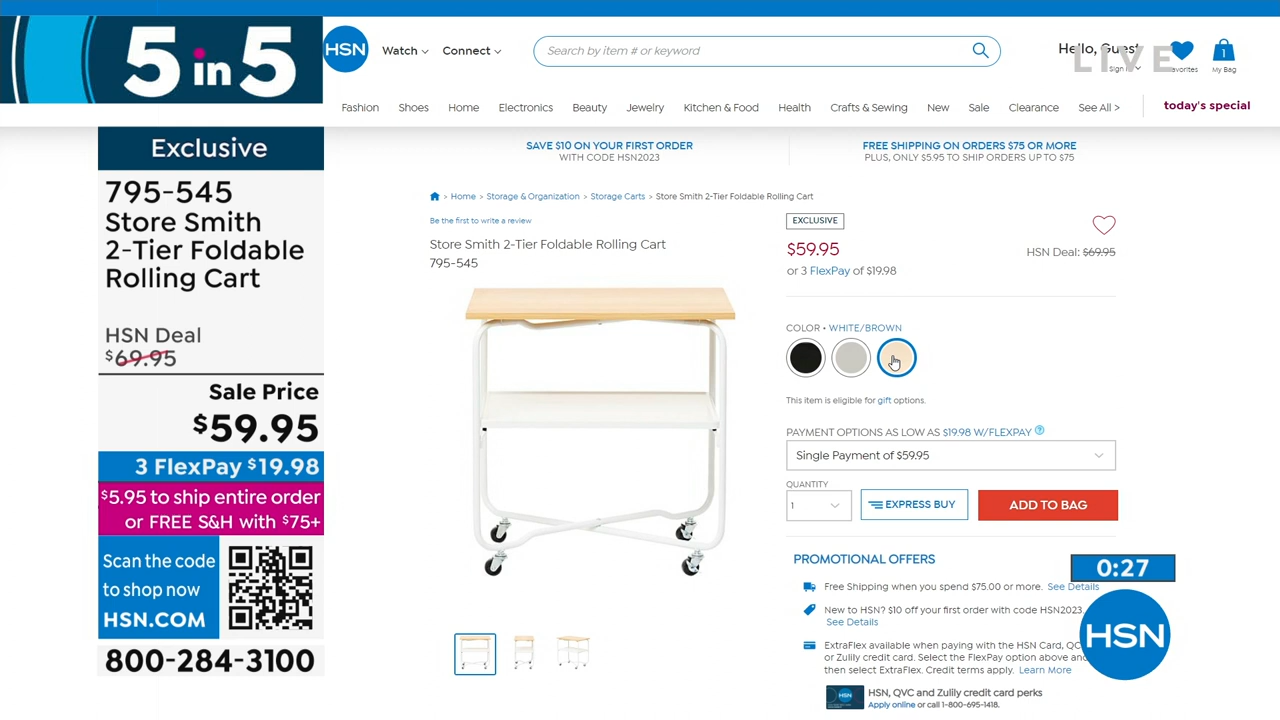 5 in 5
HSN
Watch
Connect
Search by item # or keyword
Hello, Guest
Sign
LIVE
Favorites
1
My Bag
Fashion
Shoes
Home
Electronics
Beauty
Jewelry
Kitchen & Food
Health
Crafts & Sewing
New
Sale
Clearance
See All >
today's special
Exclusive
795-545
Store Smith
2-Tier Foldable
Rolling Cart
HSN Deal
$69.95
Sale Price
$59.95
3 FlexPay $19.98
$5.95 to ship entire order
or FREE S&H with $75+
Scan the code
to shop now
HSN.COM
800-284-3100
SAVE $10 ON YOUR FIRST ORDER
WITH CODE HSN2023
FREE SHIPPING ON ORDERS $75 OR MORE
PLUS, ONLY $5.95 TO SHIP ORDERS UP TO $75
Home > Storage & Organization > Storage Carts > Store Smith 2-Tier Foldable Rolling Cart
Be the first to write a review
Store Smith 2-Tier Foldable Rolling Cart
795-545
EXCLUSIVE
$59.95
HSN Deal: $69.95
or 3 FlexPay of $19.98
COLOR • WHITE/BROWN
This item is eligible for gift options.
PAYMENT OPTIONS AS LOW AS $19.98 W/FLEXPAY ?
Single Payment of $59.95
QUANTITY
1
EXPRESS BUY
ADD TO BAG
PROMOTIONAL OFFERS
0:27
Free Shipping when you spend $75.00 or more. See Details
New to HSN? $10 off your first order with code HSN2023.
See Details
ExtraFlex available when paying with the HSN Card, QC
or Zulily credit card. Select the FlexPay option above and
then select ExtraFlex. Credit terms apply. Learn More
HSN
HSN, QVC and Zulily credit card perks
Apply online or call 1-800-695-1418.
HSN